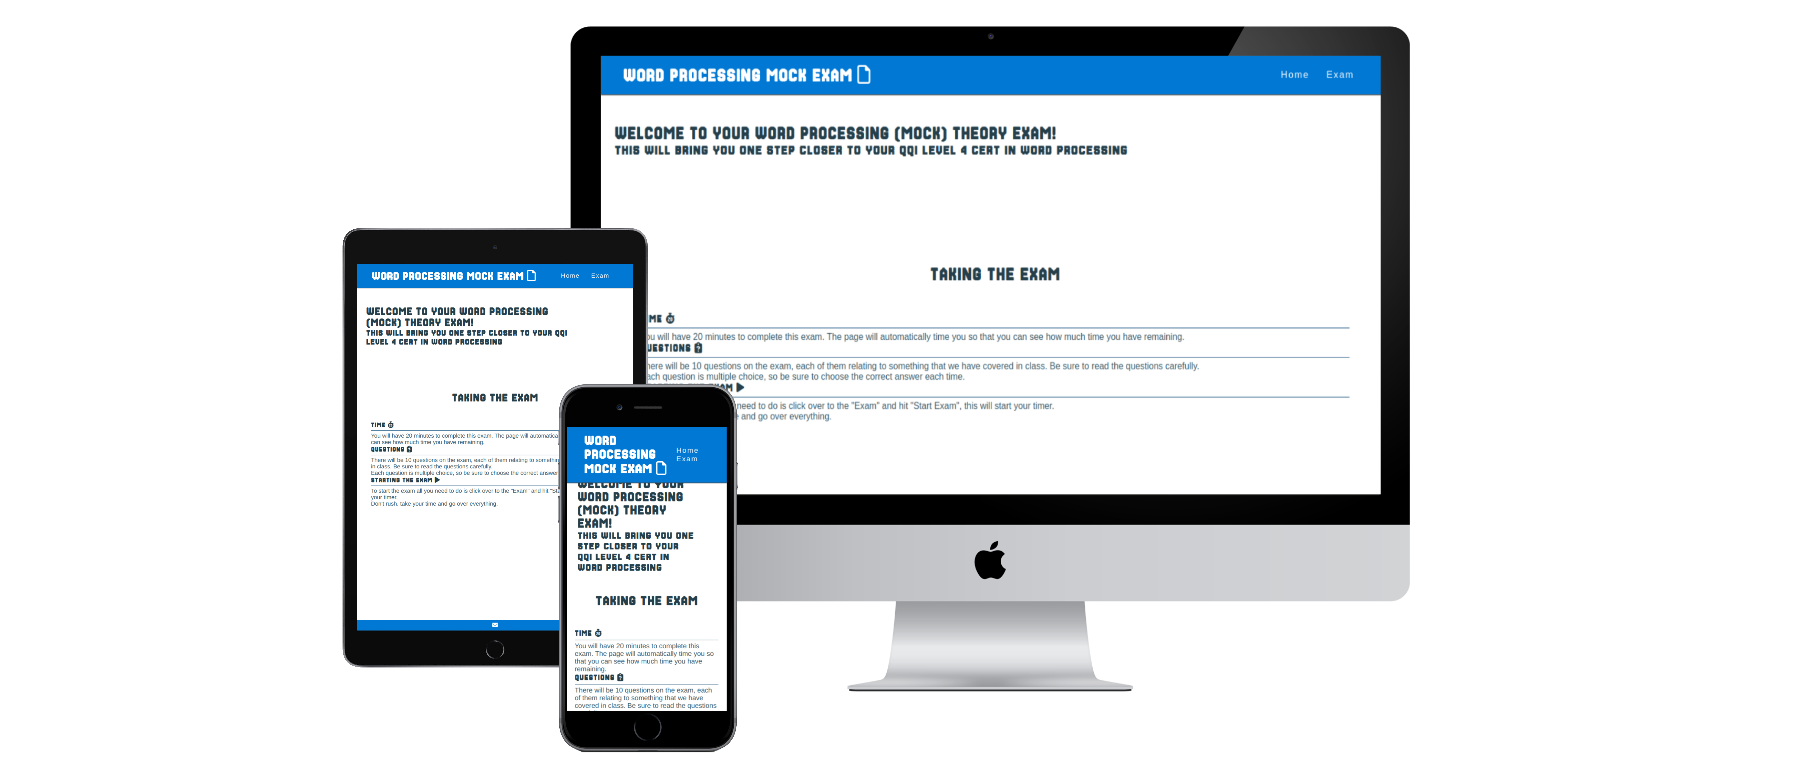 WORD PROCESSING MOCK EXAM
Home Exam
WELCOME TO YOUR WORD PROCESSING (MOCK) THEORY EXAM!
THIS WILL BRING YOU ONE STEP CLOSER TO YOUR QQI LEVEL 4 CERT IN WORD PROCESSING
TAKING THE EXAM
ME
ou will have 20 minutes to complete this exam. The page will automatically time you so that you can see how much time you have remaining.
UESTIONS
here will be 10 questions on the exam, each of them relating to something that we have covered in class. Be sure to read the questions carefully.
ach question is multiple choice, so be sure to choose the correct answer each time.
AM
need to do is click over to the "Exam" and hit "Start Exam", this will start your timer.
and go over everything.
WORD PROCESSING MOCK EXAM
Home Exam
WELCOME TO YOUR WORD PROCESSING
(MOCK) THEORY EXAM!
THIS WILL BRING YOU ONE STEP CLOSER TO YOUR QQI
LEVEL 4 CERT IN WORD PROCESSING
TAKING THE EXAM
TIME
You will have 20 minutes to complete this exam. The page will automatica
can see how much time you have remaining.
QUESTIONS
There will be 10 questions on the exam, each of them relating to somethin
in class. Be sure to read the questions carefully.
Each question is multiple choice, so be sure to choose the correct answer
STARTING THE EXAM
To start the exam all you need to do is click over to the "Exam" and hit "St
your timer.
Don't rush, take your time and go over everything.
WORD
PROCESSING
MOCK EXAM
Home
Exam
WELCOME TO YOUR
WORD PROCESSING
(MOCK) THEORY
EXAM!
THIS WILL BRING YOU ONE
STEP CLOSER TO YOUR
QQI LEVEL 4 CERT IN
WORD PROCESSING
TAKING THE EXAM
TIME
You will have 20 minutes to complete this
exam. The page will automatically time you so
that you can see how much time you have
remaining.
QUESTIONS
There will be 10 questions on the exam, each
of them relating to something that we have
covered in class. Be sure to read the questions